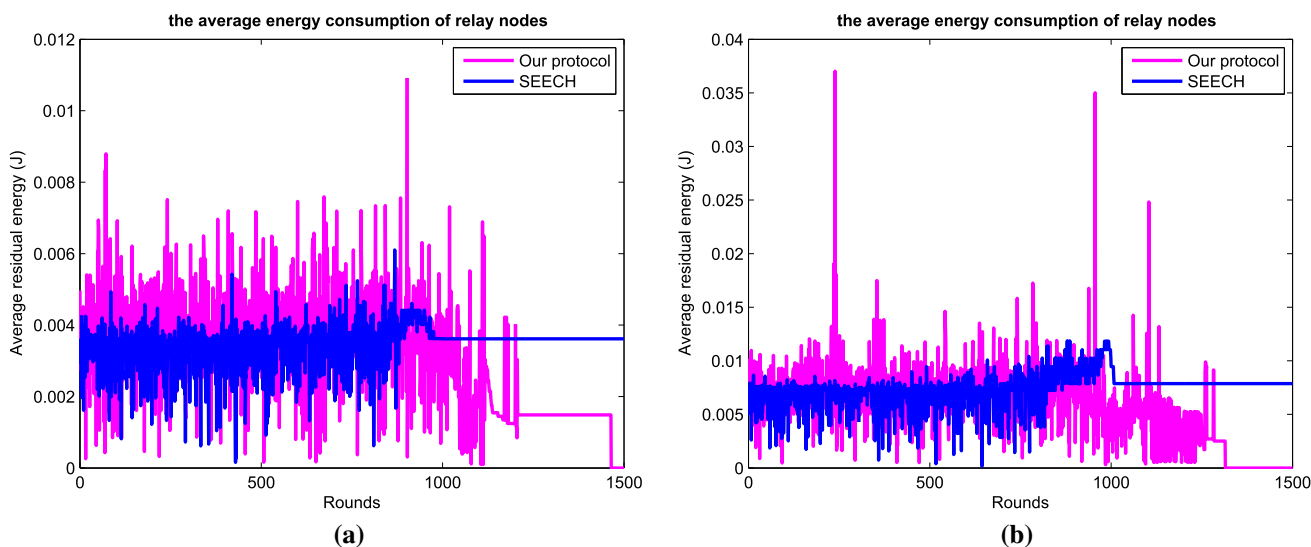 the average energy consumption of relay nodes
0.012
0.01
0.008
0.006
0.004
0.002
0
Average residual energy (J)
Our protocol
SEECH
0
500
1000
1500
Rounds
(a)
the average energy consumption of relay nodes
0.04
0.035
0.03
0.025
0.02
0.015
0.01
0.005
0
Average residual energy (J)
Our protocol
SEECH
0
500
1000
1500
Rounds
(b)